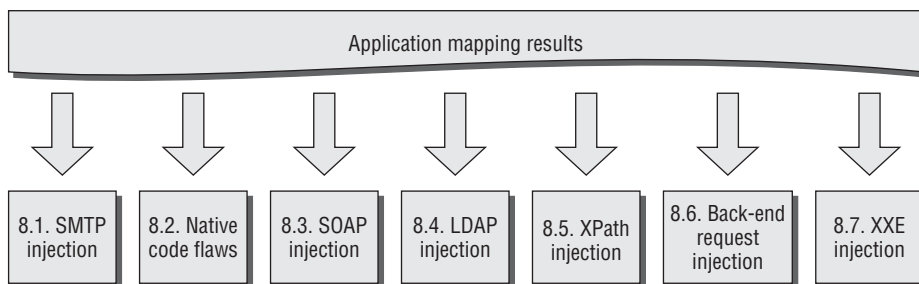 Application mapping results
8.1. SMTP
injection
8.2. Native
code flaws
8.3. SOAP
injection
8.4. LDAP
injection
8.5. XPath
injection
8.6. Back-end
request
injection
8.7. XXE
injection